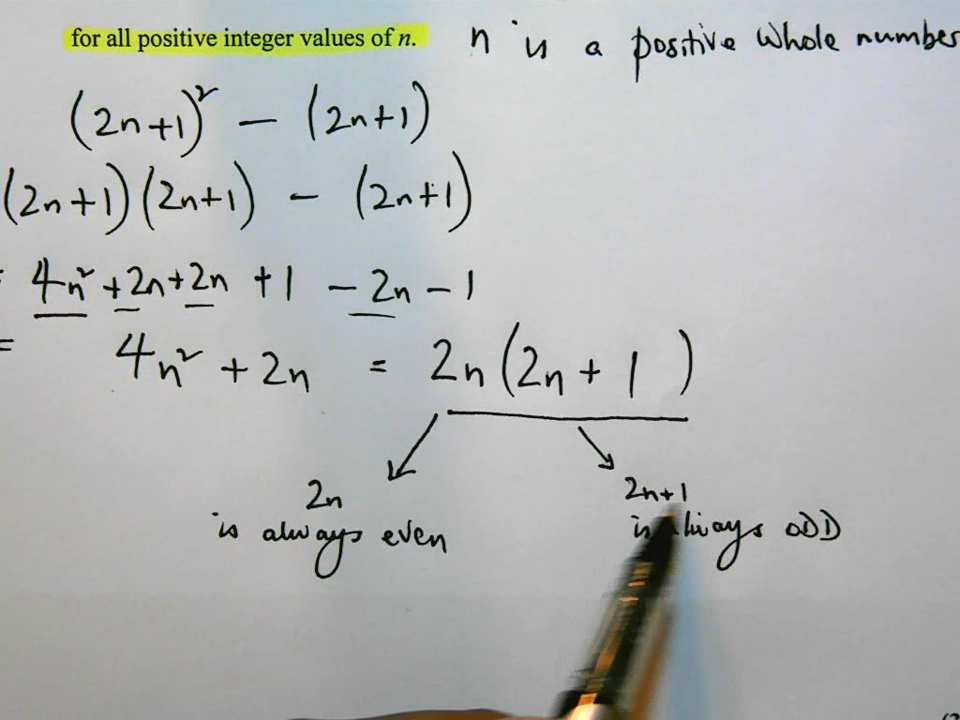 for all positive integer values of n. n is a positive whole number
(2n+1)² − (2n+1)
(2n+1)(2n+1) − (2n+1)
= 4n² +2n+2n +1 −2n −1
= 4n² +2n = 2n(2n+1)
2n 2n+1
is always even is always ODD